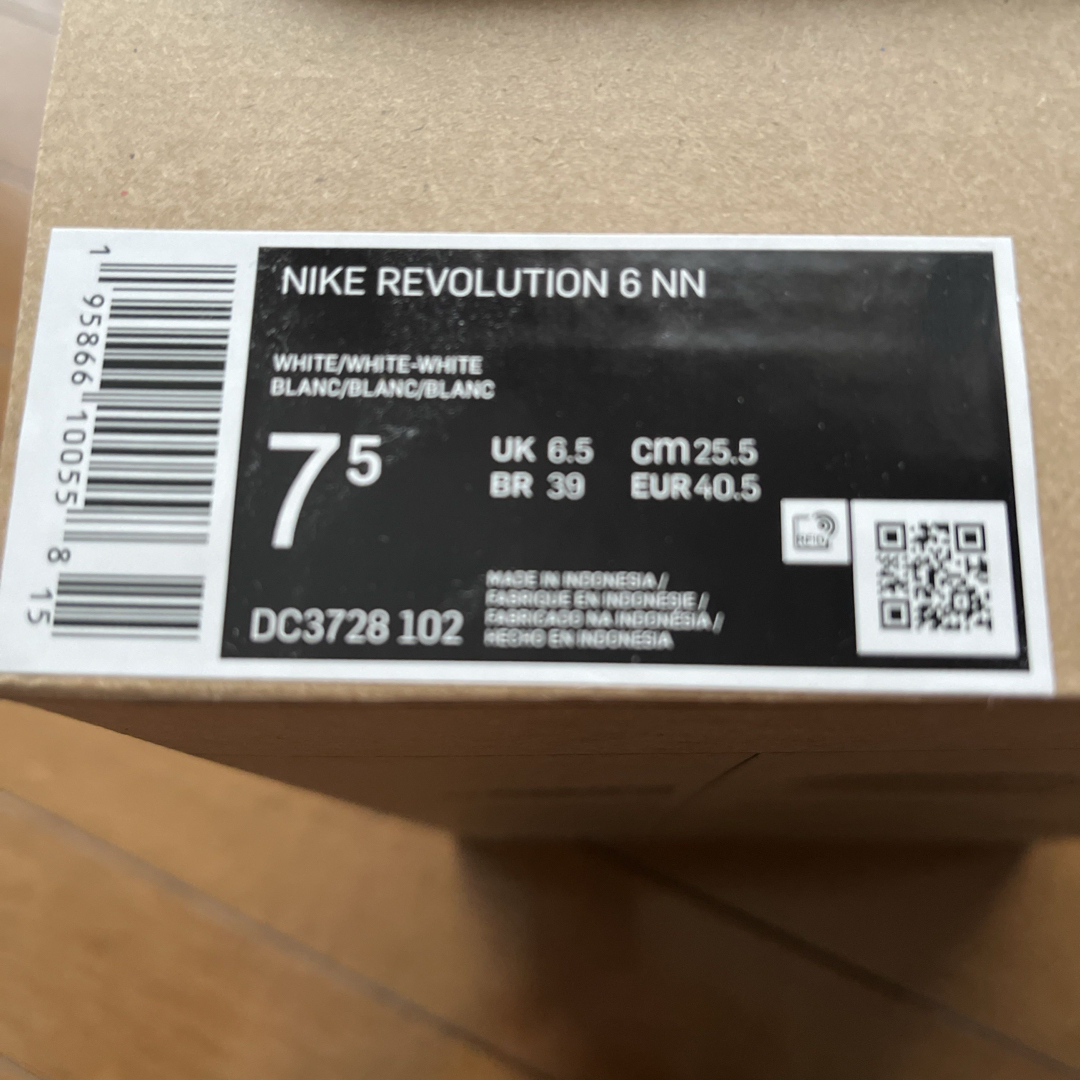 NIKE REVOLUTION 6 NN
WHITE/WHITE-WHITE
BLANC/BLANC/BLANC
7 5
UK 6.5 cm 25.5
BR 39 EUR 40.5
RFID
MADE IN INDONESIA /
FABRIQUE EN INDONESIE /
FABRICADO NA INDONESIA /
HECHO EN INDONESIA
DC3728 102
1 95866 10055 8 15